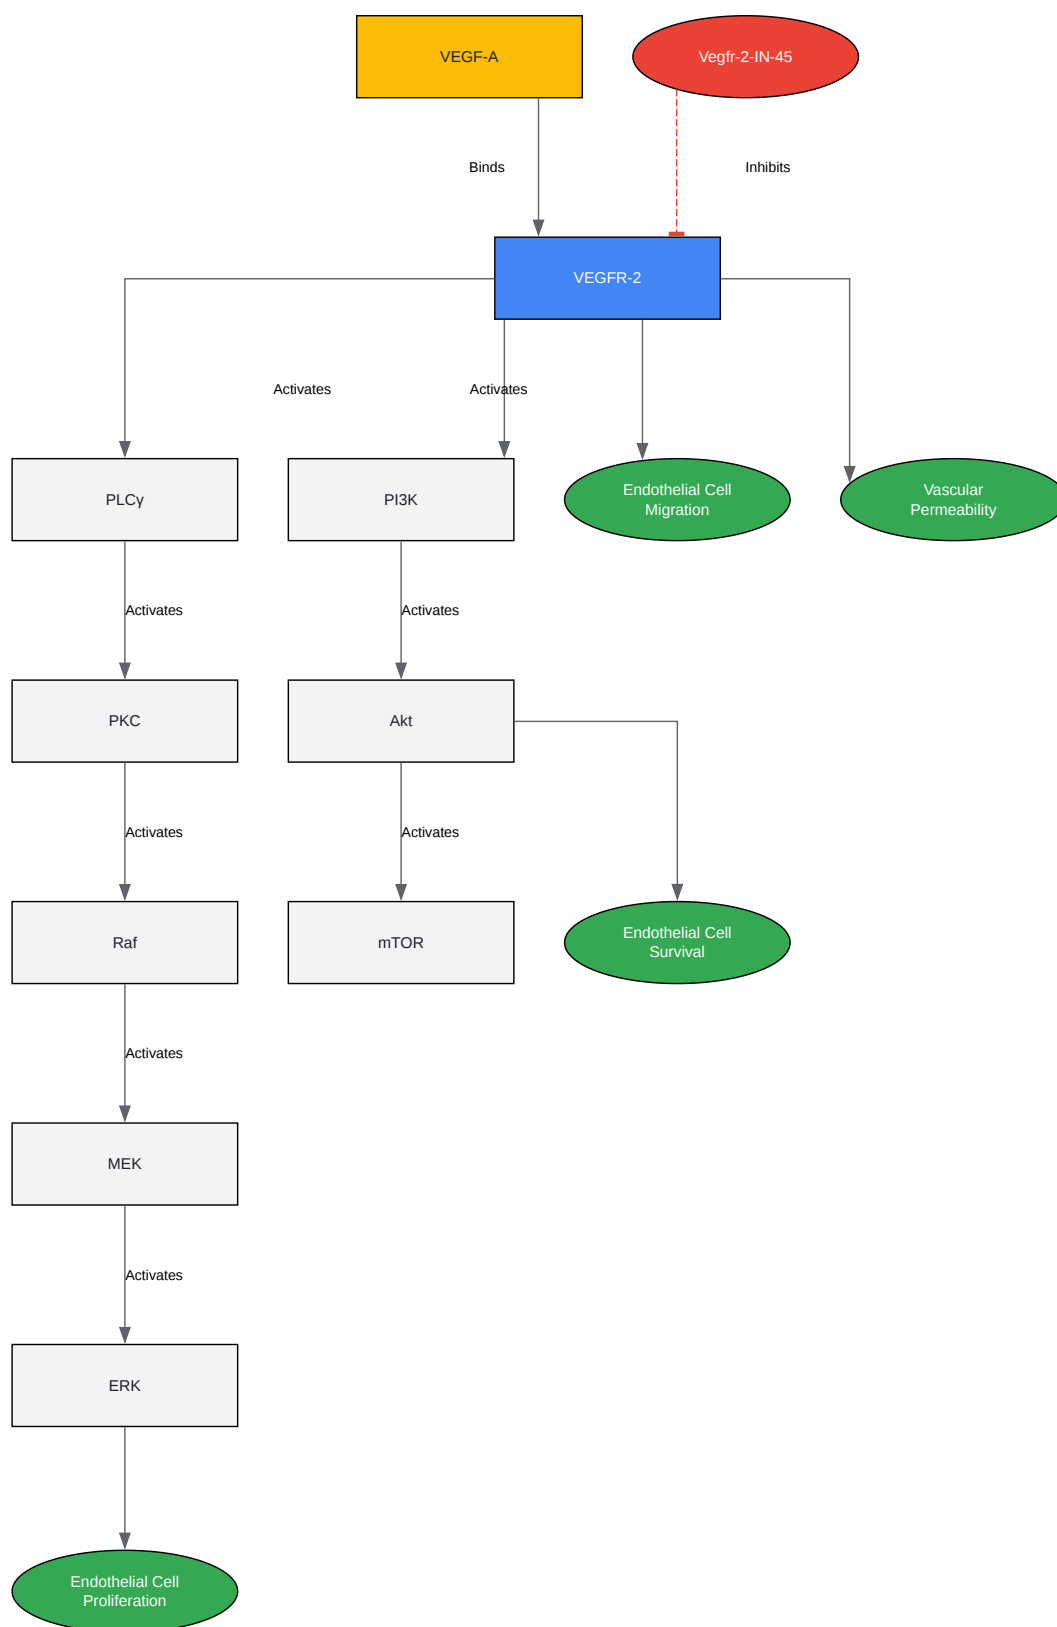 VEGF-A
Vegfr-2-IN-45
Binds
Inhibits
VEGFR-2
Activates
Activates
PLCγ
PI3K
Endothelial Cell
Migration
Vascular
Permeability
Activates
Activates
PKC
Akt
Activates
Activates
Raf
mTOR
Endothelial Cell
Survival
Activates
MEK
Activates
ERK
Endothelial Cell
Proliferation